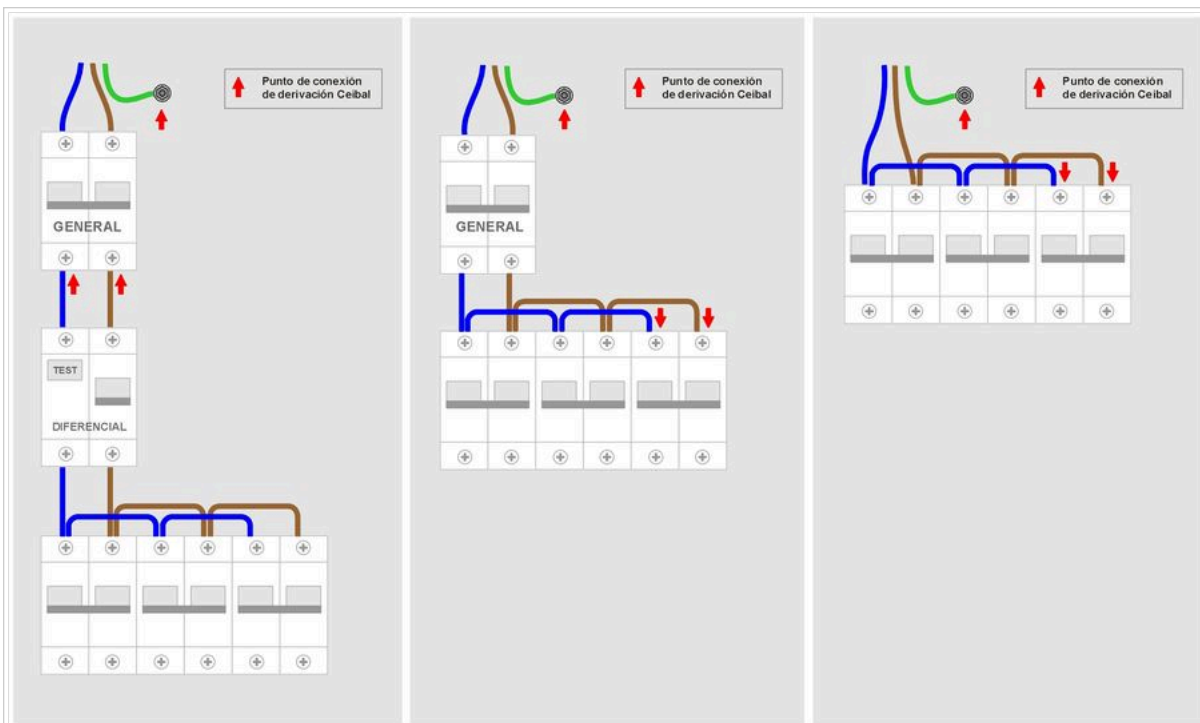 Punto de conexión
de derivación Ceibal
GENERAL
TEST
DIFERENCIAL
Punto de conexión
de derivación Ceibal
GENERAL
Punto de conexión
de derivación Ceibal